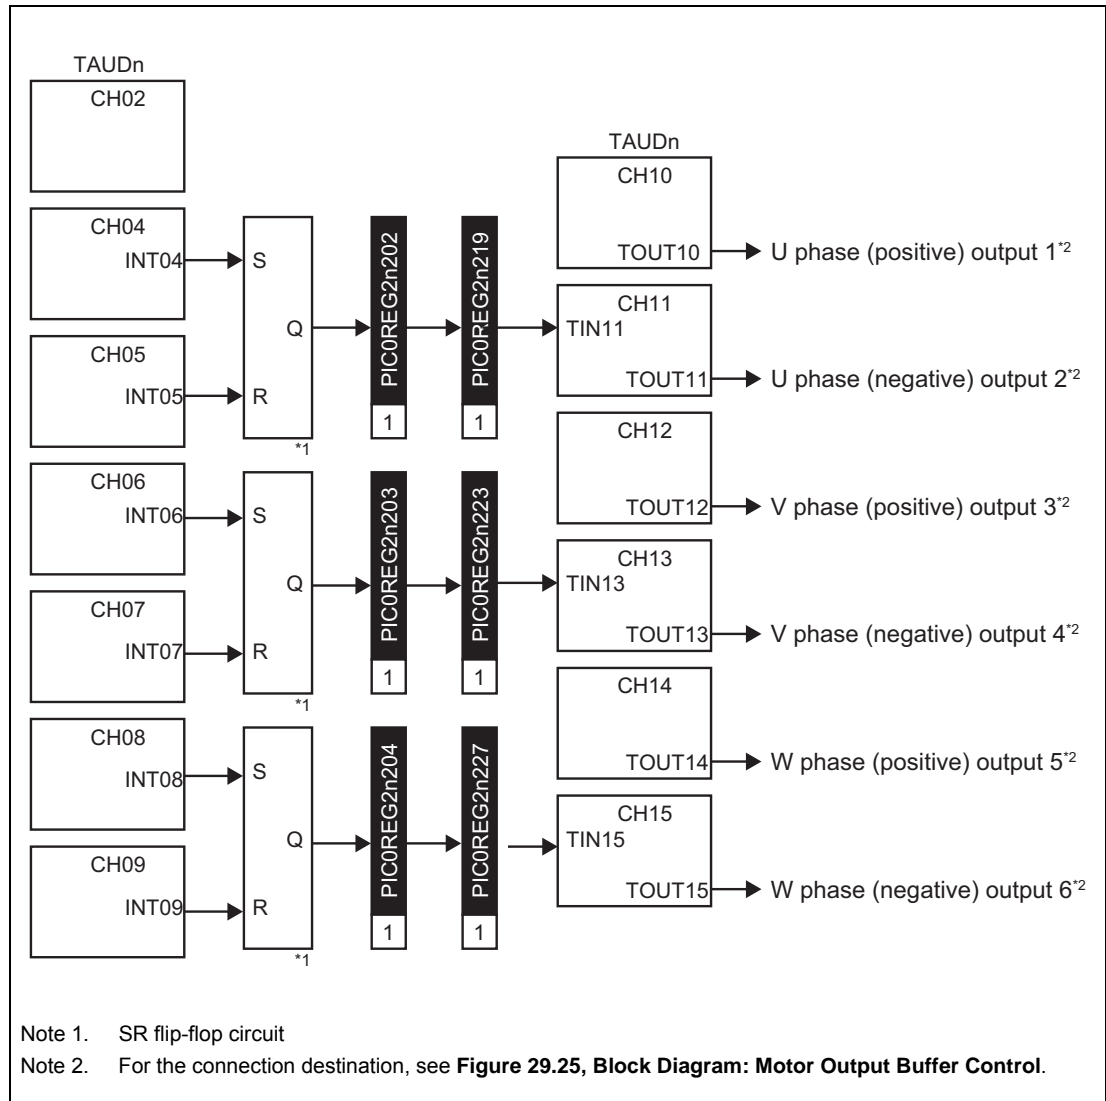 TAUDn
CH02
CH04
INT04
CH05
INT05
CH06
INT06
CH07
INT07
CH08
INT08
CH09
INT09
S
Q
R
*1
S
Q
R
*1
S
Q
R
*1
PIC0REG2n202
1
PIC0REG2n219
1
PIC0REG2n203
1
PIC0REG2n223
1
PIC0REG2n204
1
PIC0REG2n227
1
TAUDn
CH10
TOUT10
U phase (positive) output 1*2
CH11
TIN11
TOUT11
U phase (negative) output 2*2
CH12
TOUT12
V phase (positive) output 3*2
CH13
TIN13
TOUT13
V phase (negative) output 4*2
CH14
TOUT14
W phase (positive) output 5*2
CH15
TIN15
TOUT15
W phase (negative) output 6*2
Note 1. SR flip-flop circuit
Note 2. For the connection destination, see Figure 29.25, Block Diagram: Motor Output Buffer Control.